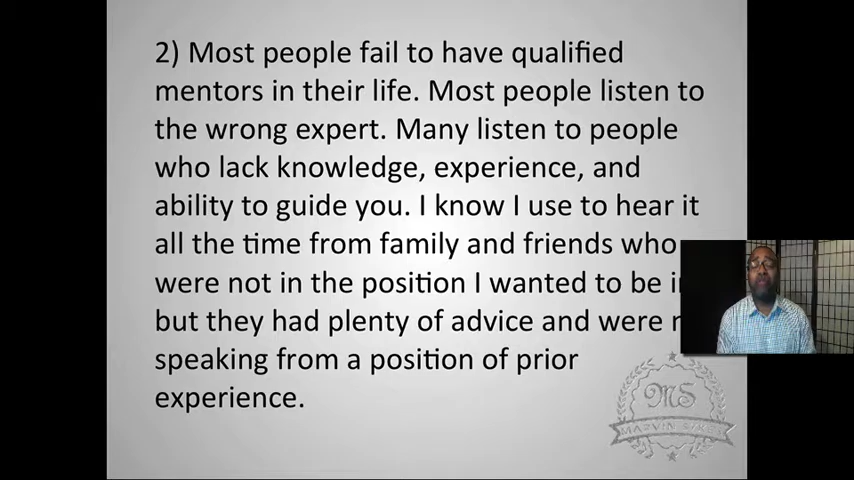 2) Most people fail to have qualified
mentors in their life. Most people listen to
the wrong expert. Many listen to people
who lack knowledge, experience, and
ability to guide you. I know I use to hear it
all the time from family and friends who
were not in the position I wanted to be
but they had plenty of advice and were
speaking from a position of prior
experience.
MS
MARVIN